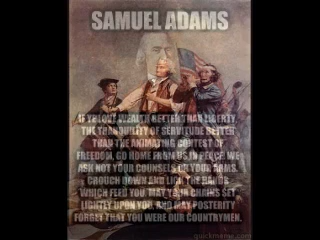 SAMUEL ADAMS
IF YE LOVE WEALTH BETTER THAN LIBERTY,
THE TRANQUILITY OF SERVITUDE BETTER
THAN THE ANIMATING CONTEST OF
FREEDOM, GO HOME FROM US IN PEACE. WE
ASK NOT YOUR COUNSELS OR YOUR ARMS.
CROUCH DOWN AND LICK THE HANDS
WHICH FEED YOU. MAY YOUR CHAINS SET
LIGHTLY UPON YOU, AND MAY POSTERITY
FORGET THAT YOU WERE OUR COUNTRYMEN.
quickmeme.com